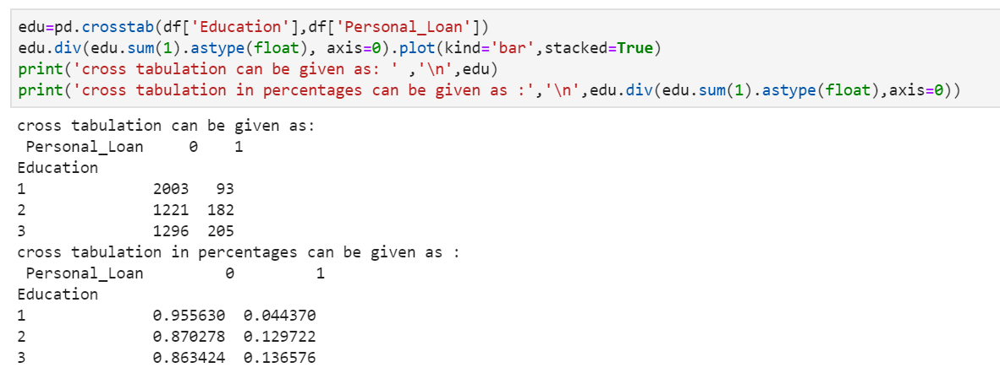 edu=pd.crosstab(df['Education'],df['Personal_Loan'])
edu.div(edu.sum(1).astype(float), axis=0).plot(kind='bar',stacked=True)
print('cross tabulation can be given as: ' ,'\n',edu)
print('cross tabulation in percentages can be given as :','\n',edu.div(edu.sum(1).astype(float),axis=0))
cross tabulation can be given as:
 Personal_Loan     0    1
Education
1              2003   93
2              1221  182
3              1296  205
cross tabulation in percentages can be given as :
 Personal_Loan         0         1
Education
1              0.955630  0.044370
2              0.870278  0.129722
3              0.863424  0.136576